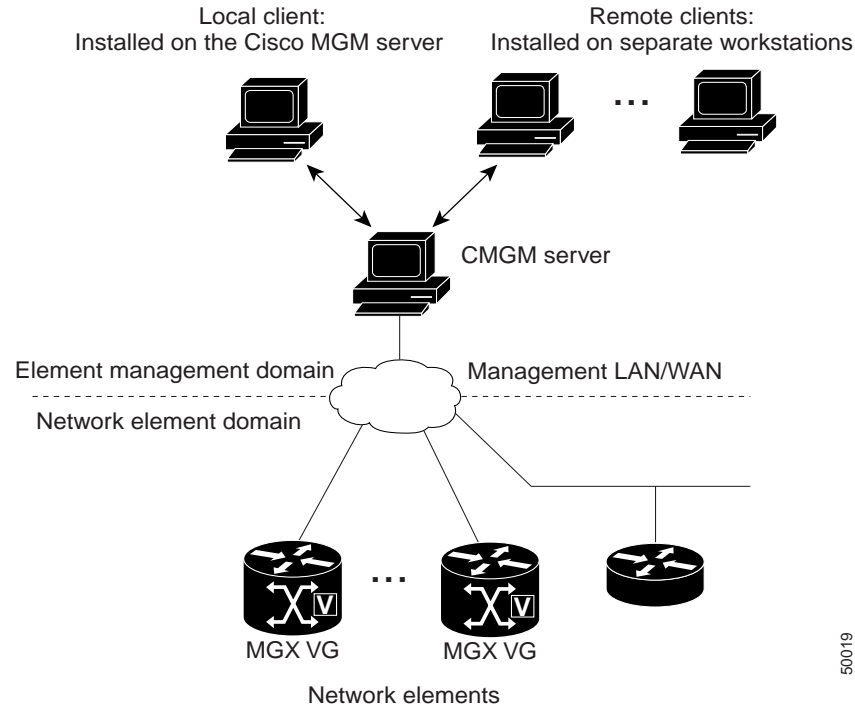 Local client:
Installed on the Cisco MGM server
Remote clients:
Installed on separate workstations
...
CMGM server
Element management domain
Management LAN/WAN
Network element domain
...
V
V
MGX VG
MGX VG
Network elements
50019